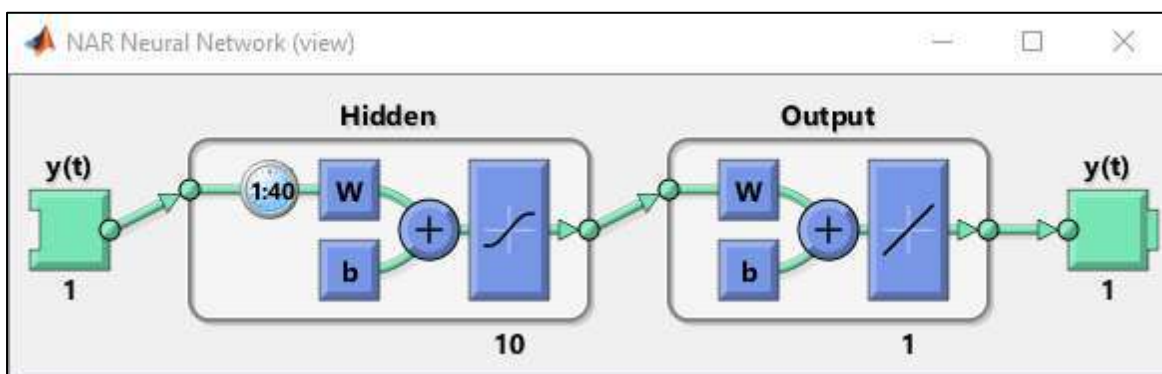 NAR Neural Network (view)
Hidden
Output
y(t)
y(t)
1:40
W
W
+
+
b
b
1
1
10
1